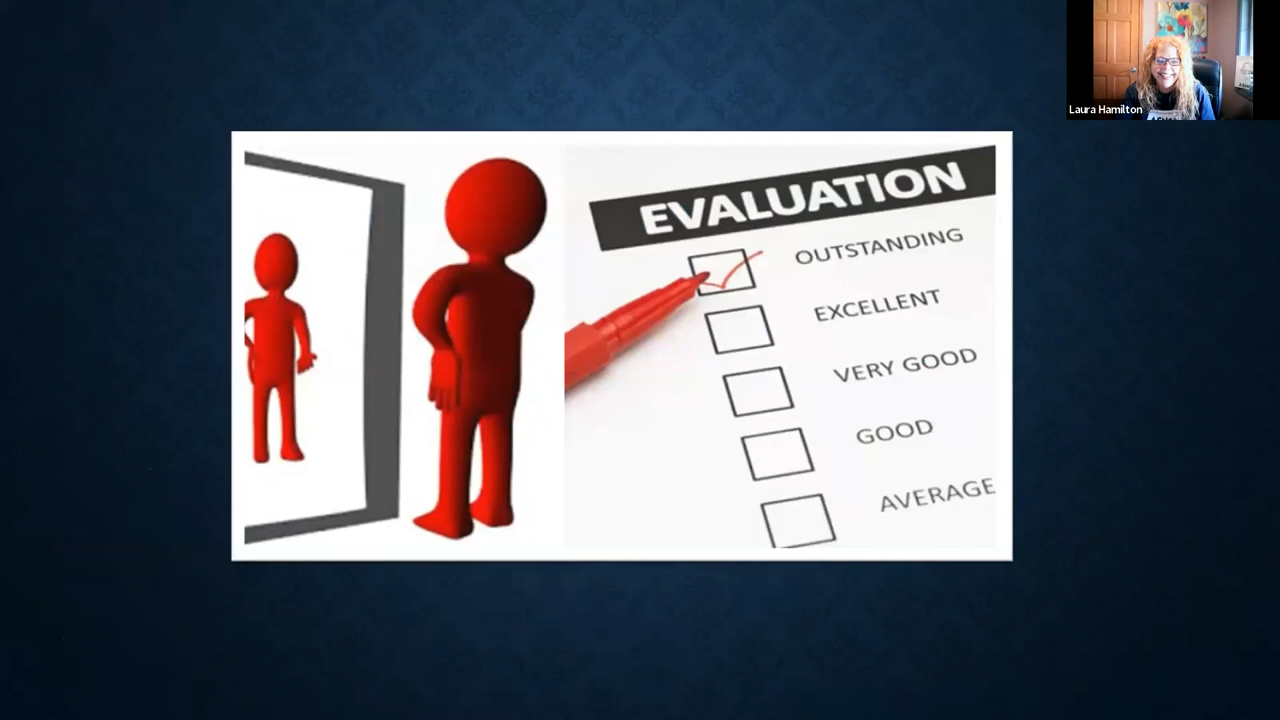 Laura Hamilton
EVALUATION
OUTSTANDING
EXCELLENT
VERY GOOD
GOOD
AVERAGE